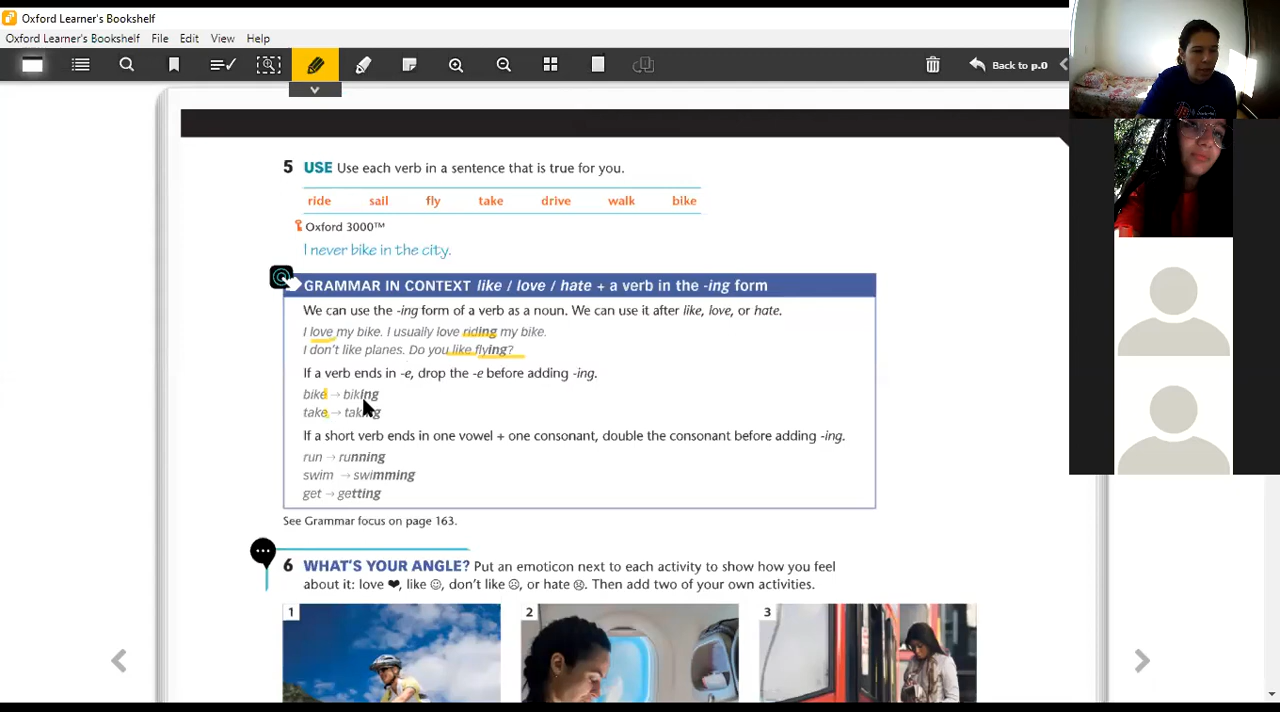 Oxford Learner's Bookshelf
Oxford Learner's Bookshelf File Edit View Help
Back to p.0
5 USE Use each verb in a sentence that is true for you.
ride sail fly take drive walk bike
Oxford 3000™
I never bike in the city.
GRAMMAR IN CONTEXT like / love / hate + a verb in the -ing form
We can use the -ing form of a verb as a noun. We can use it after like, love, or hate.
I love my bike. I usually love riding my bike.
I don't like planes. Do you like flying?
If a verb ends in -e, drop the -e before adding -ing.
bike → biking
take → taking
If a short verb ends in one vowel + one consonant, double the consonant before adding -ing.
run → running
swim → swimming
get → getting
See Grammar focus on page 163.
6 WHAT'S YOUR ANGLE? Put an emoticon next to each activity to show how you feel
about it: love ❤, like ☺, don't like ☹, or hate ☹. Then add two of your own activities.
1 2 3